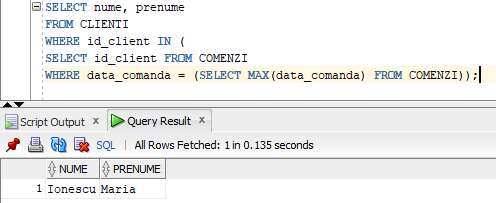 SELECT nume, prenume
FROM CLIENTI
WHERE id_client IN (
SELECT id_client FROM COMENZI
WHERE data_comanda = (SELECT MAX(data_comanda) FROM COMENZI));
Script Output x Query Result x
SQL | All Rows Fetched: 1 in 0.135 seconds
NUME PRENUME
1 Ionescu Maria